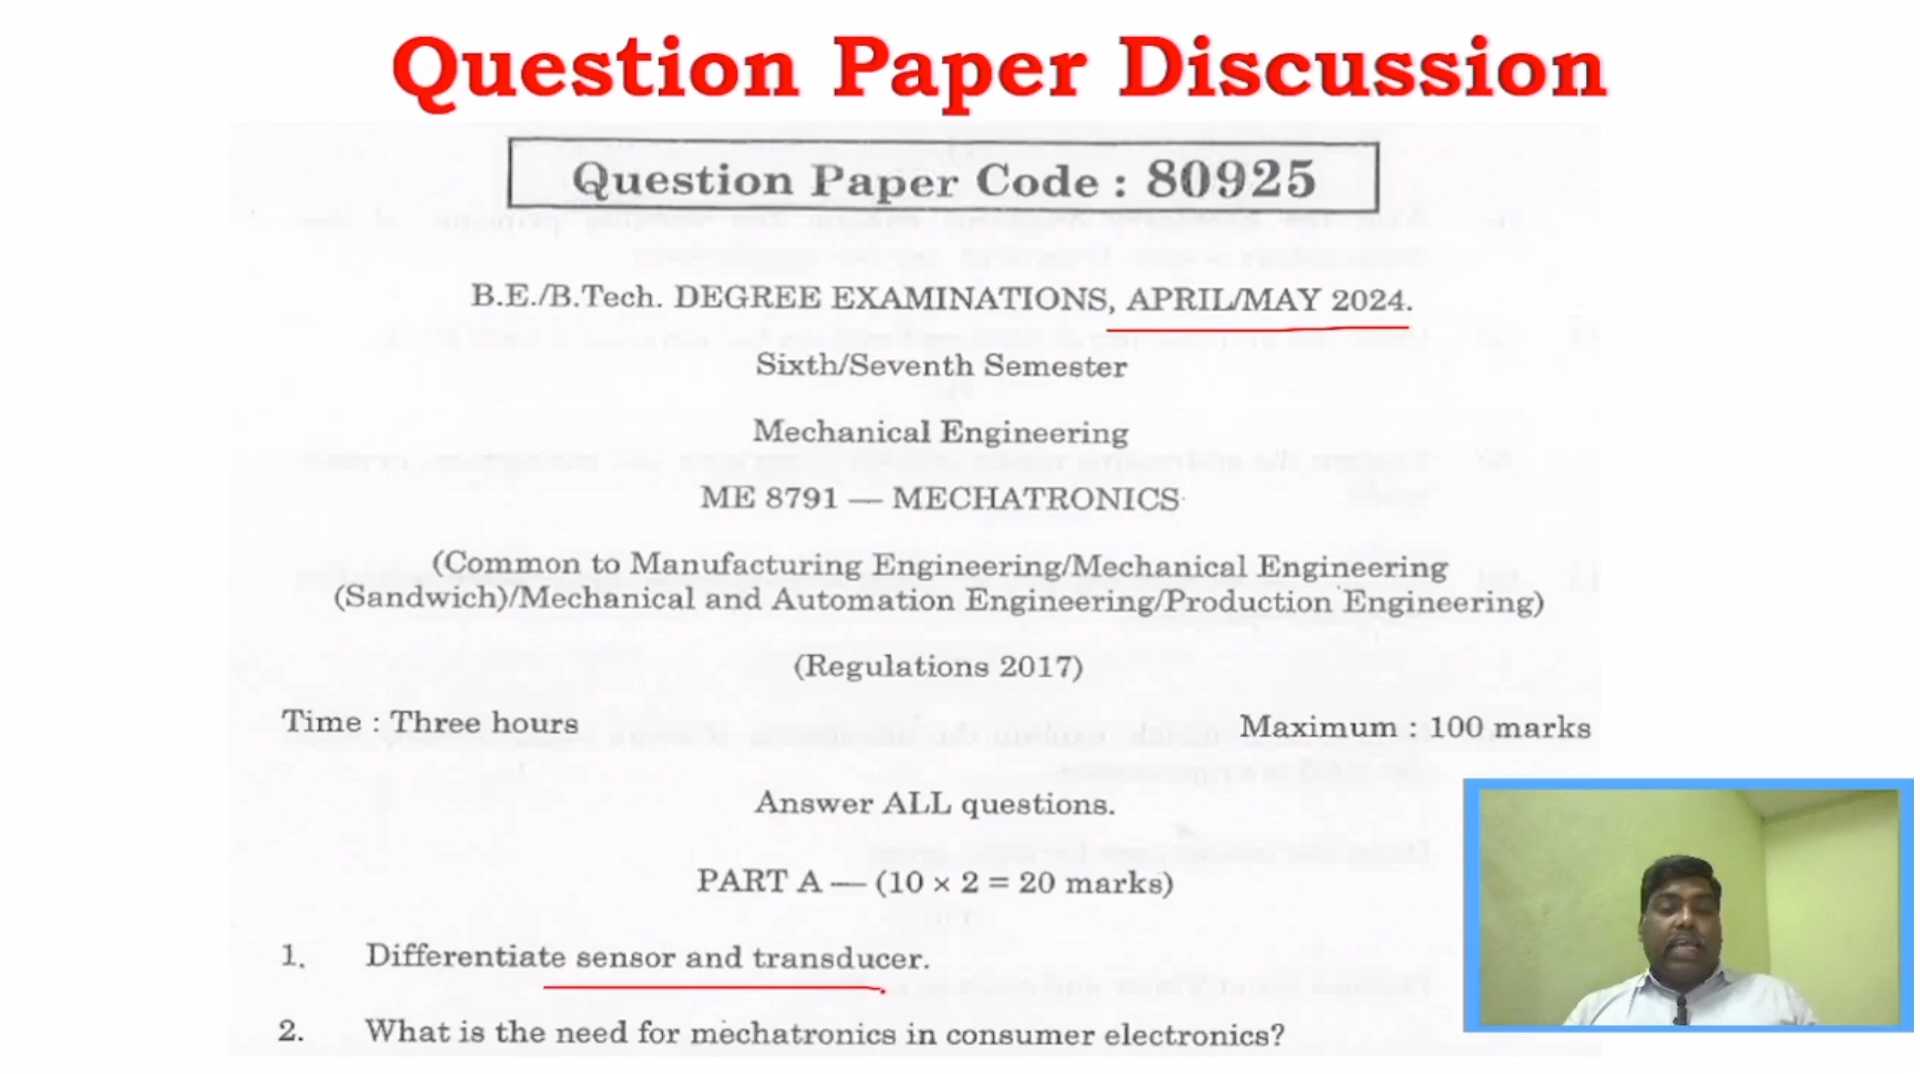 Question Paper Discussion
Question Paper Code : 80925
B.E./B.Tech. DEGREE EXAMINATIONS, APRIL/MAY 2024.
Sixth/Seventh Semester
Mechanical Engineering
ME 8791 — MECHATRONICS
(Common to Manufacturing Engineering/Mechanical Engineering
(Sandwich)/Mechanical and Automation Engineering/Production Engineering)
(Regulations 2017)
Time : Three hours Maximum : 100 marks
Answer ALL questions.
PART A — (10 × 2 = 20 marks)
1. Differentiate sensor and transducer.
2. What is the need for mechatronics in consumer electronics?